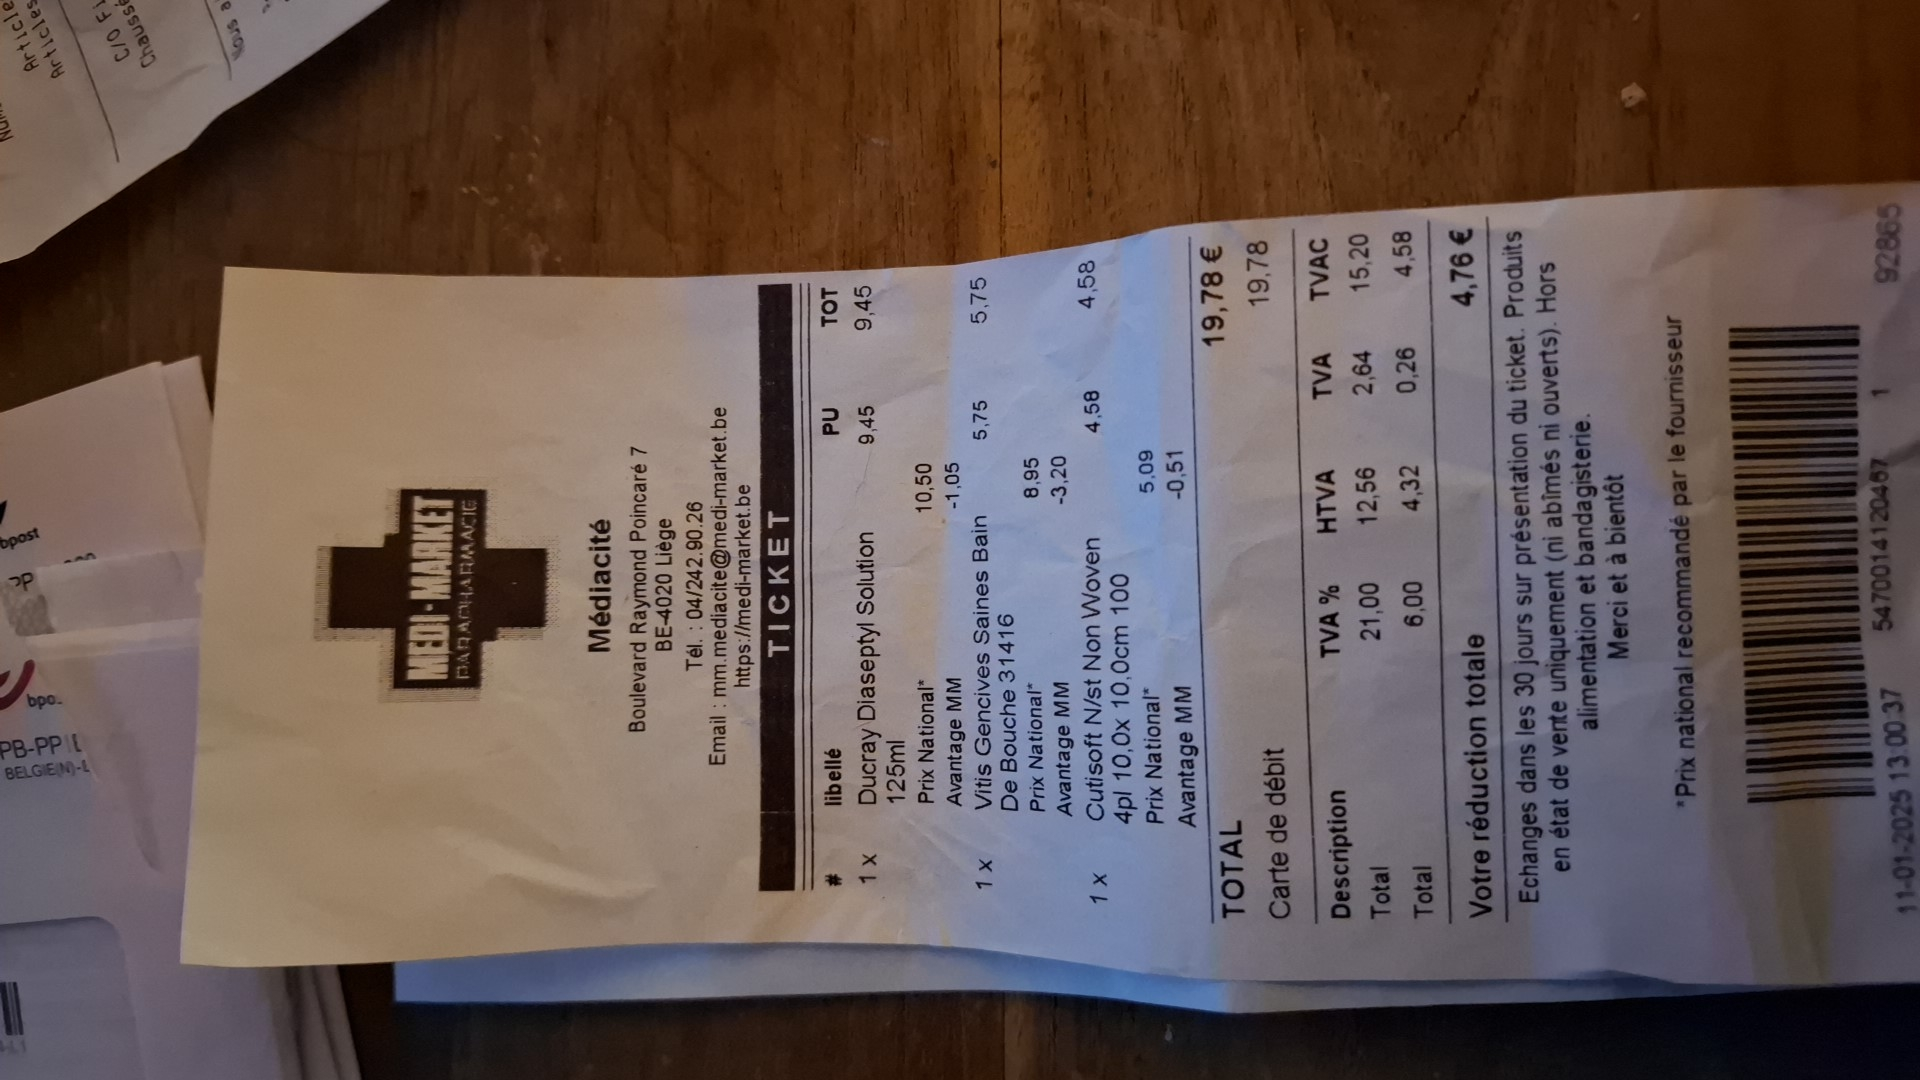 MEDI-MARKET
PARAPHARMACIE
Médiacité
Boulevard Raymond Poincaré 7
BE-4020 Liège
Tél. : 04/242.90.26
Email : mm.mediacite@medi-market.be
https://medi-market.be
TICKET
# libellé PU TOT
1 x Ducray Diaseptyl Solution 9,45 9,45
125ml
Prix National* 10,50
Avantage MM -1,05
1 x Vitis Gencives Saines Bain 5,75 5,75
De Bouche 31416
Prix National* 8,95
Avantage MM -3,20
1 x Cutisoft N/st Non Woven 4,58 4,58
4pl 10,0x 10,0cm 100
Prix National* 5,09
Avantage MM -0,51
TOTAL 19,78 €
Carte de débit 19,78
Description TVA % HTVA TVA TVAC
Total 21,00 12,56 2,64 15,20
Total 6,00 4,32 0,26 4,58
Votre réduction totale 4,76 €
Echanges dans les 30 jours sur présentation du ticket. Produits
en état de vente uniquement (ni abîmés ni ouverts). Hors
alimentation et bandagisterie.
Merci et à bientôt
*Prix national recommandé par le fournisseur
11-01-2025 13:00:37 5470014120467 1 92865
bpost
PB-PP
BELGIE(N)
Article
Articles
C/O
Chauss